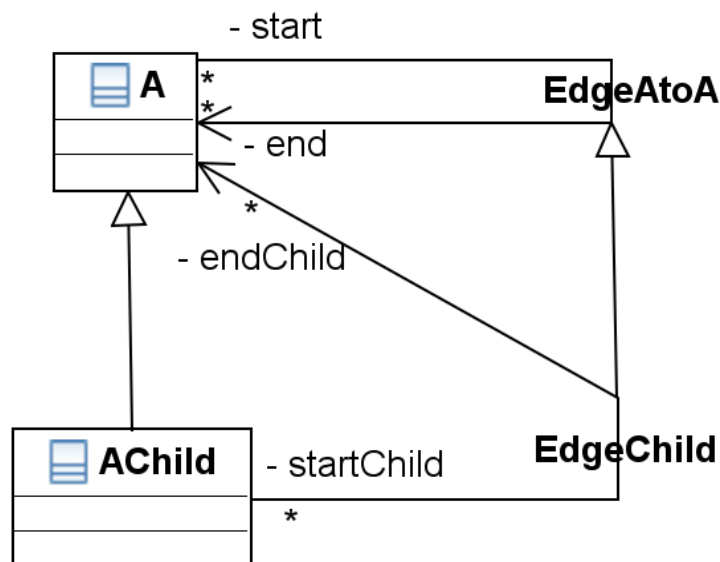 - start
A
*
EdgeAtoA
*
- end
*
- endChild
EdgeChild
AChild
- startChild
*